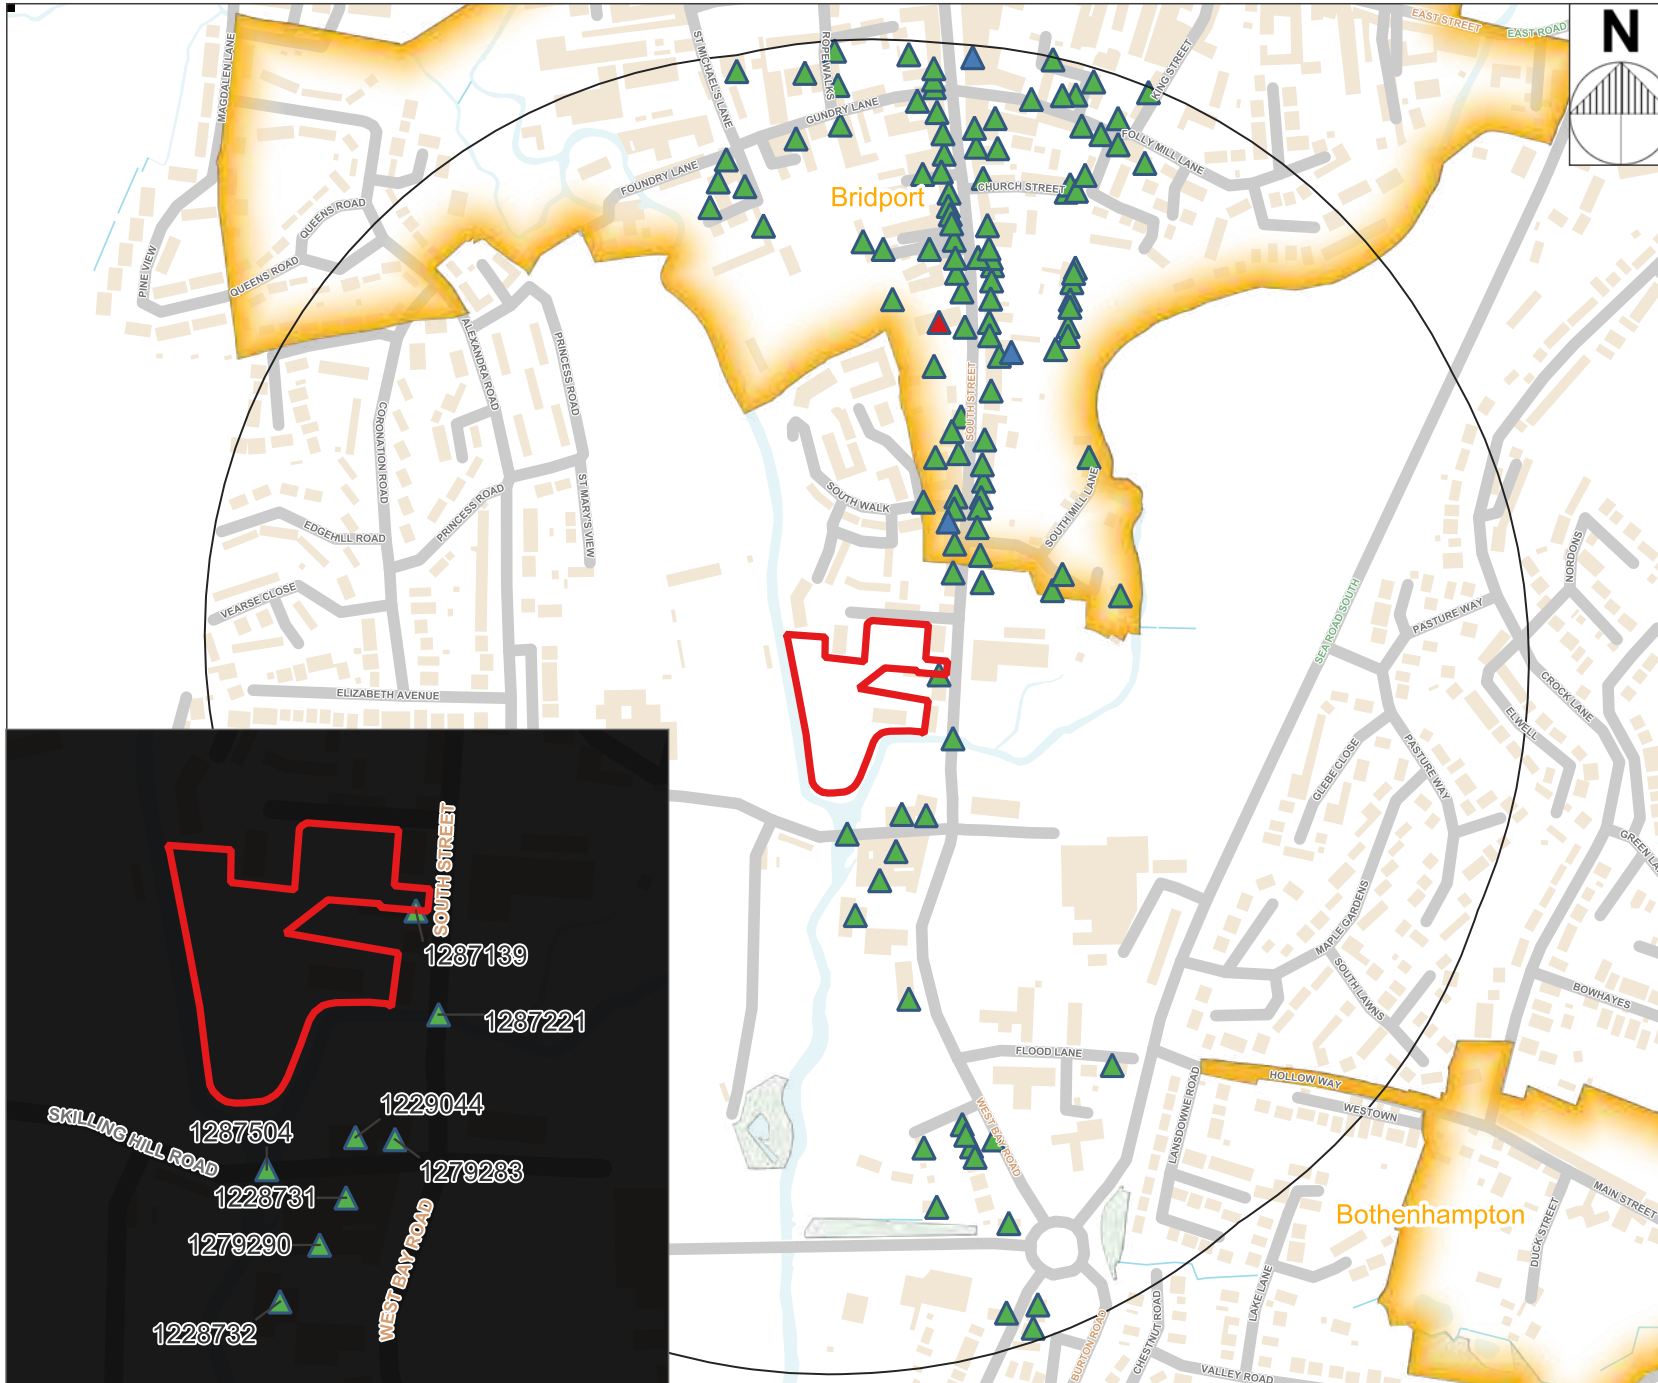 EAST STREET
EAST ROAD
N
MAGDALEN LANE
ST MICHAEL'S LANE
ROPEWALKS
GUNDRY LANE
KING STREET
FOLLY MILL LANE
FOUNDRY LANE
CHURCH STREET
Bridport
QUEENS ROAD
PINE VIEW
QUEENS ROAD
ALEXANDRA ROAD
PRINCESS ROAD
CORONATION ROAD
SOUTH STREET
SOUTH WALK
PRINCESS ROAD
ST MARY'S VIEW
SOUTH MILL LANE
EDGEHILL ROAD
NORDONS
VEARSE CLOSE
SEA ROAD SOUTH
PASTURE WAY
ELIZABETH AVENUE
CROCK LANE
ELWELL
GLEBE CLOSE
PASTURE WAY
SOUTH STREET
GREEN LA
1287139
MAPLE GARDENS
1287221
SOUTH LAWNS
BOWHAYES
FLOOD LANE
HOLLOW WAY
WESTOWN
LANSDOWNE ROAD
WEST BAY ROAD
1229044
SKILLING HILL ROAD
1287504
1279283
1228731
MAIN STREET
Bothenhampton
DUCK STREET
1279290
WEST BAY ROAD
LAKE LANE
1228732
BURTON ROAD
CHESTNUT ROAD
VALLEY ROAD